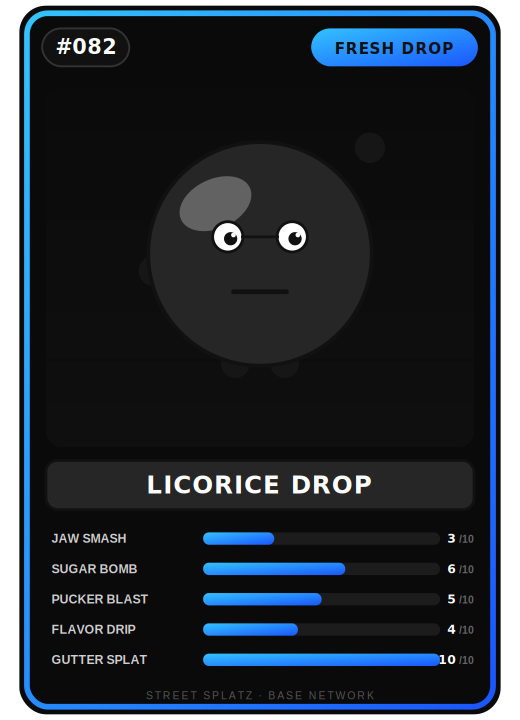 #082 FRESH DROP
LICORICE DROP
JAW SMASH 3 /10
SUGAR BOMB 6 /10
PUCKER BLAST 5 /10
FLAVOR DRIP 4 /10
GUTTER SPLAT 10 /10
STREET SPLATZ · BASE NETWORK